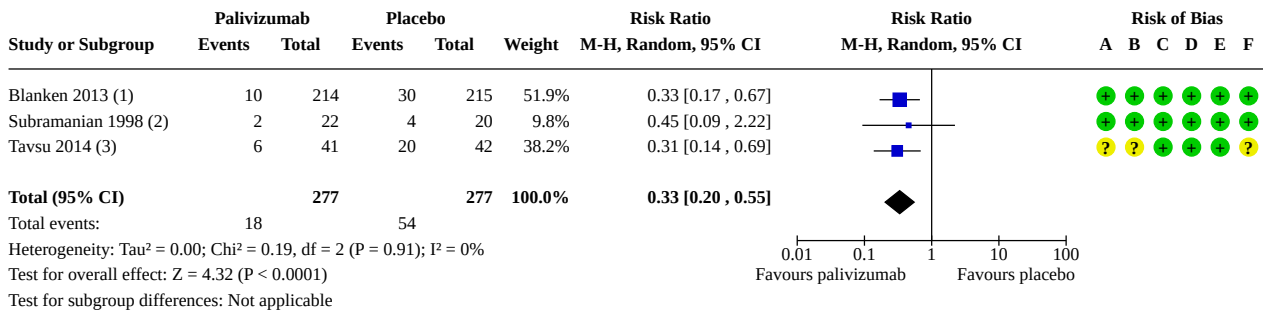 Palivizumab Placebo Risk Ratio Risk Ratio Risk of Bias
Study or Subgroup Events Total Events Total Weight M-H, Random, 95% CI M-H, Random, 95% CI A B C D E F
Blanken 2013 (1) 10 214 30 215 51.9% 0.33 [0.17 , 0.67] + + + + + +
Subramanian 1998 (2) 2 22 4 20 9.8% 0.45 [0.09 , 2.22] + + + + + +
Tavsu 2014 (3) 6 41 20 42 38.2% 0.31 [0.14 , 0.69] ? ? + + + ?
Total (95% CI) 277 277 100.0% 0.33 [0.20 , 0.55]
Total events: 18 54
Heterogeneity: Tau² = 0.00; Chi² = 0.19, df = 2 (P = 0.91); I² = 0% 0.01 0.1 1 10 100
Test for overall effect: Z = 4.32 (P < 0.0001) Favours palivizumab Favours placebo
Test for subgroup differences: Not applicable